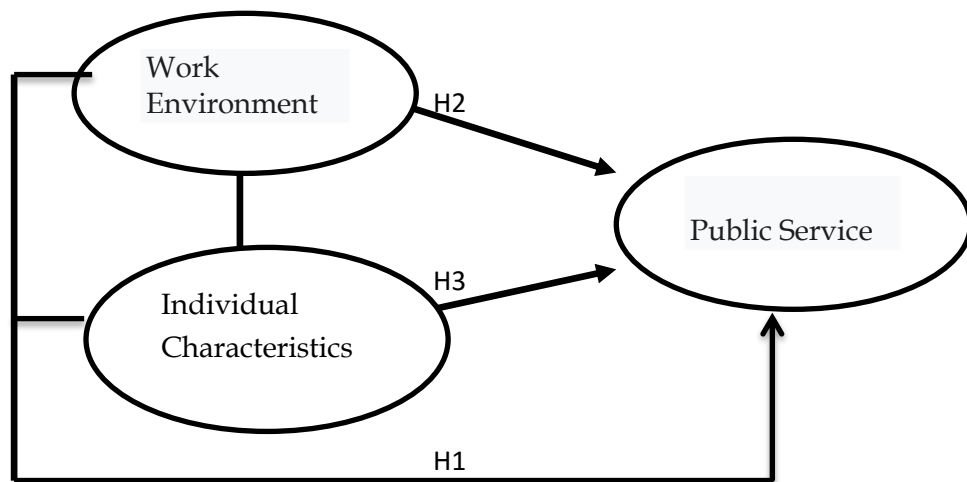 Work
Environment
H2
Public Service
H3
Individual
Characteristics
H1